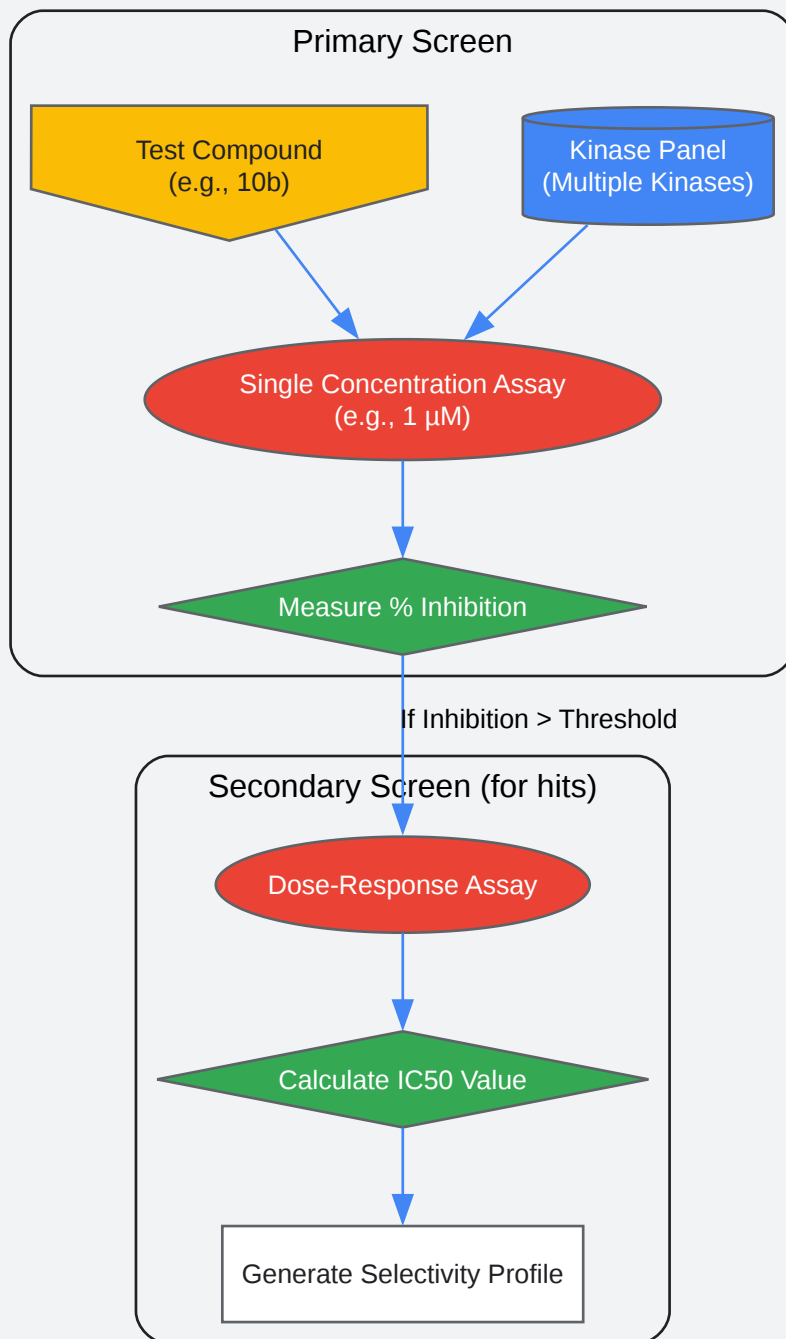 Primary Screen
Test Compound
(e.g., 10b)
Kinase Panel
(Multiple Kinases)
Single Concentration Assay
(e.g., 1 µM)
Measure % Inhibition
If Inhibition > Threshold
Secondary Screen (for hits)
Dose-Response Assay
Calculate IC50 Value
Generate Selectivity Profile